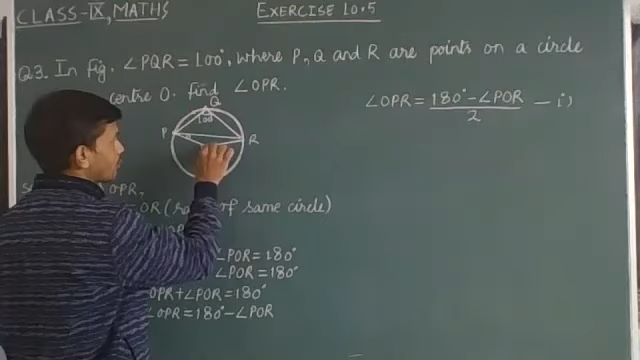 CLASS-IX, MATHS
EXERCISE 10.5
Q3. In Fig. ∠PQR = 100°, where P, Q and R are points on a circle
centre O. Find ∠OPR.
∠OPR = 180° - ∠POR / 2 - i)
Q
100°
P
R
OPR,
OR (ra of same circle)
∠POR = 180°
∠POR = 180°
OPR + ∠POR = 180°
∠OPR = 180° - ∠POR